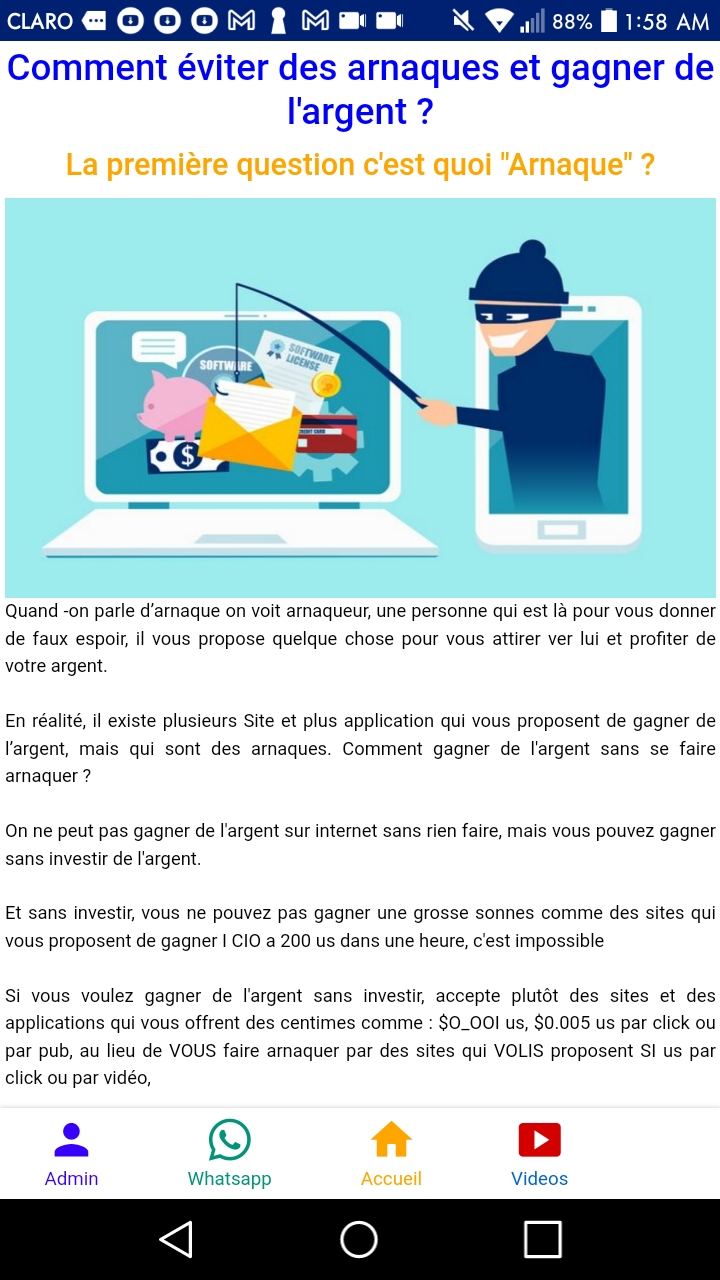 CLARO 88% 1:58 AM
Comment éviter des arnaques et gagner de
l'argent ?
La première question c'est quoi "Arnaque" ?
SOFTWARE
SOFTWARE
LICENSE
CREDIT CARD
$
Quand -on parle d’arnaque on voit arnaqueur, une personne qui est là pour vous donner
de faux espoir, il vous propose quelque chose pour vous attirer ver lui et profiter de
votre argent.
En réalité, il existe plusieurs Site et plus application qui vous proposent de gagner de
l’argent, mais qui sont des arnaques. Comment gagner de l'argent sans se faire
arnaquer ?
On ne peut pas gagner de l'argent sur internet sans rien faire, mais vous pouvez gagner
sans investir de l'argent.
Et sans investir, vous ne pouvez pas gagner une grosse sonnes comme des sites qui
vous proposent de gagner I CIO a 200 us dans une heure, c'est impossible
Si vous voulez gagner de l'argent sans investir, accepte plutôt des sites et des
applications qui vous offrent des centimes comme : $O_OOI us, $0.005 us par click ou
par pub, au lieu de VOUS faire arnaquer par des sites qui VOLIS proposent SI us par
click ou par vidéo,
Admin Whatsapp Accueil Videos